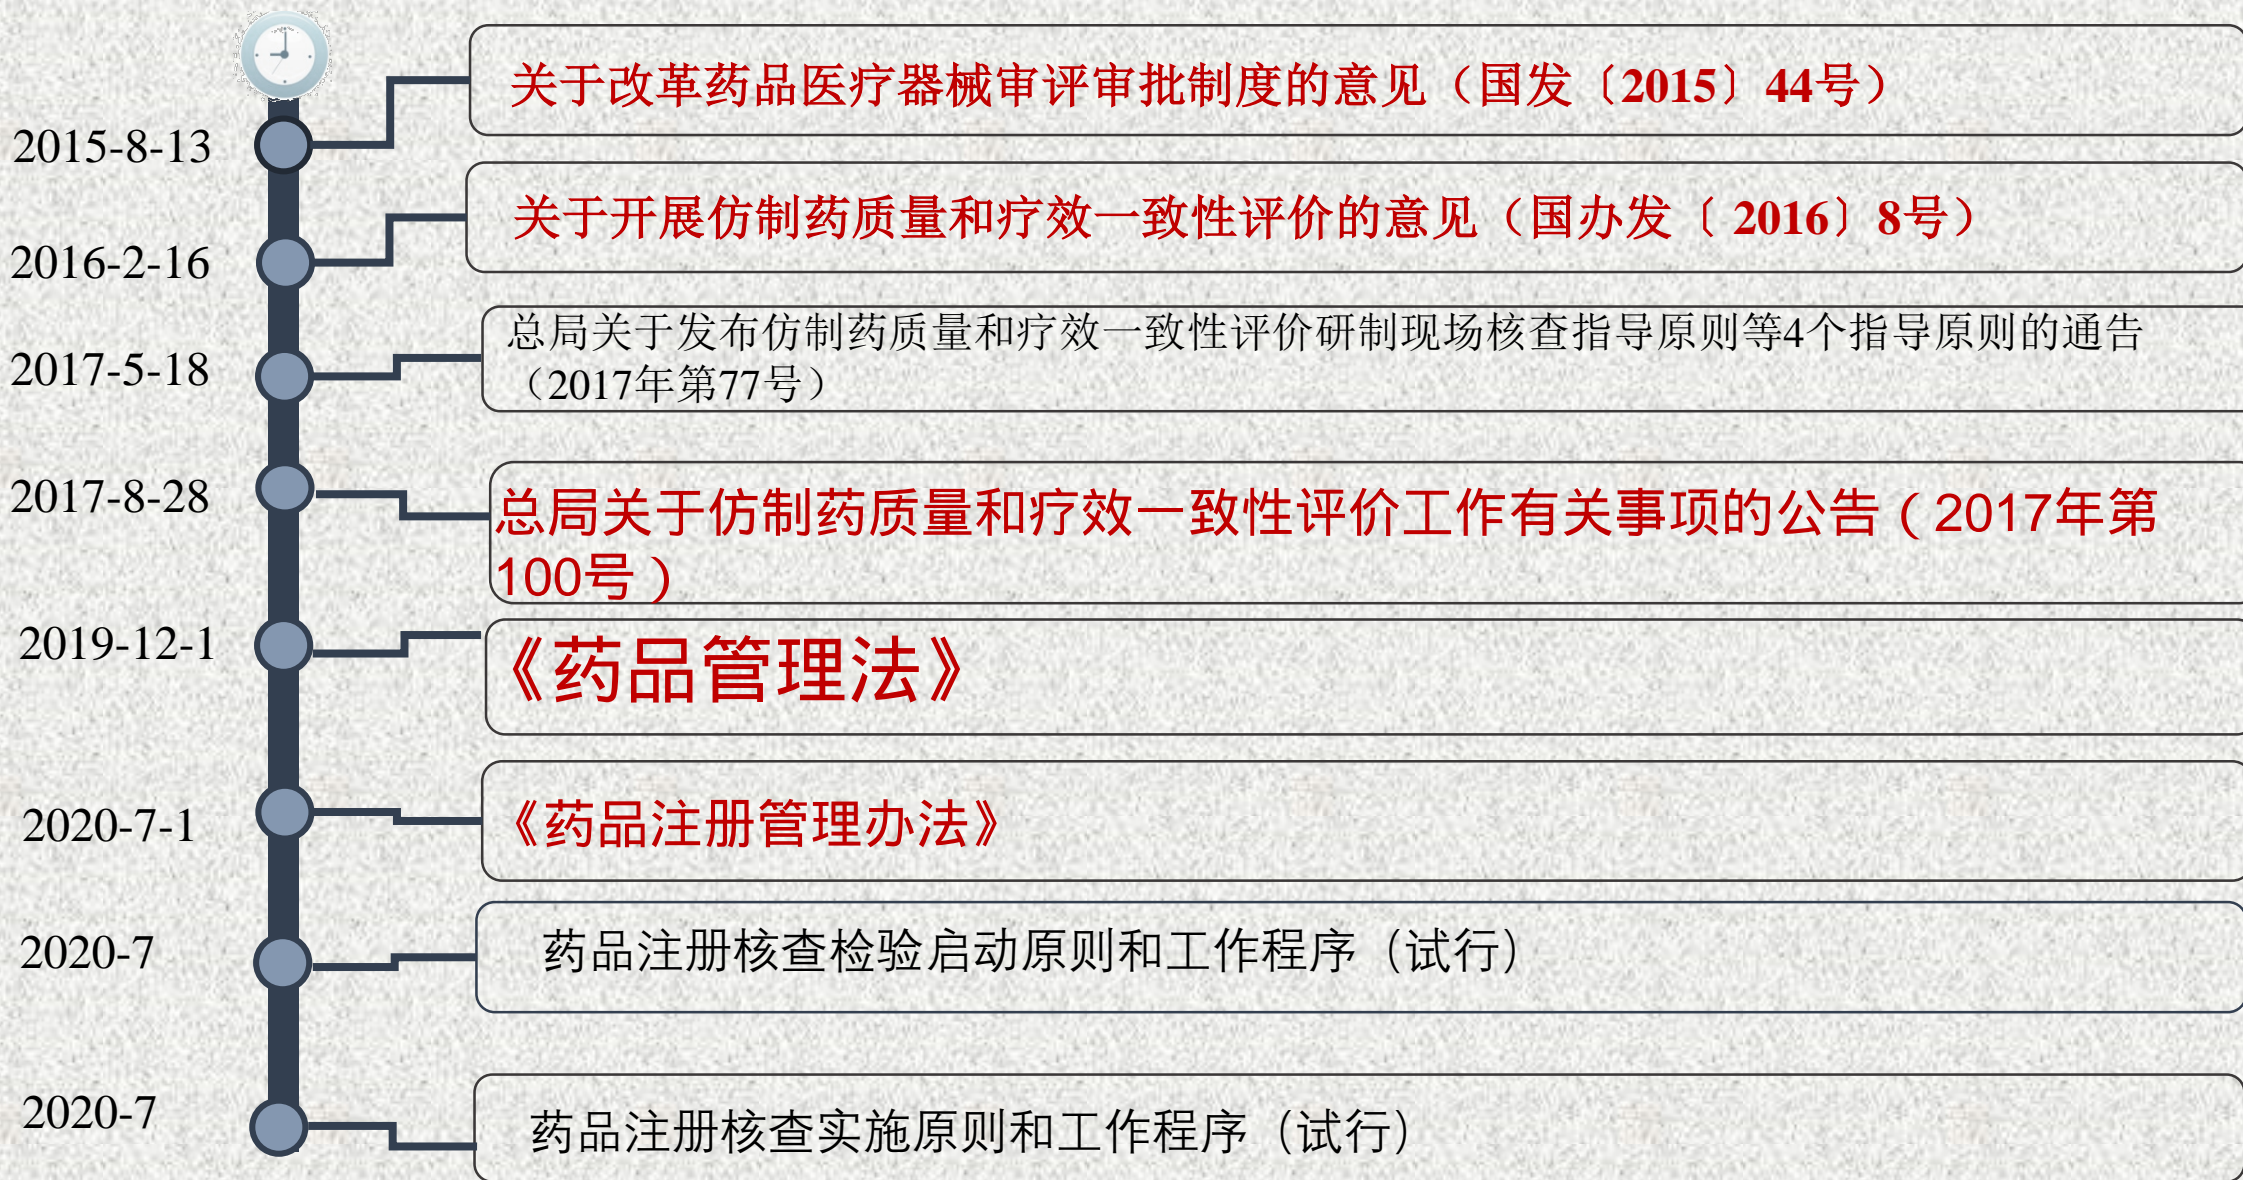 2015-8-13
关于改革药品医疗器械审评审批制度的意见（国发〔2015〕44号）
2016-2-16
关于开展仿制药质量和疗效一致性评价的意见（国办发〔 2016〕8号）
2017-5-18
总局关于发布仿制药质量和疗效一致性评价研制现场核查指导原则等4个指导原则的通告
（2017年第77号）
2017-8-28
总局关于仿制药质量和疗效一致性评价工作有关事项的公告（2017年第
100号）
2019-12-1
《药品管理法》
2020-7-1
《药品注册管理办法》
2020-7
药品注册核查检验启动原则和工作程序（试行）
2020-7
药品注册核查实施原则和工作程序（试行）